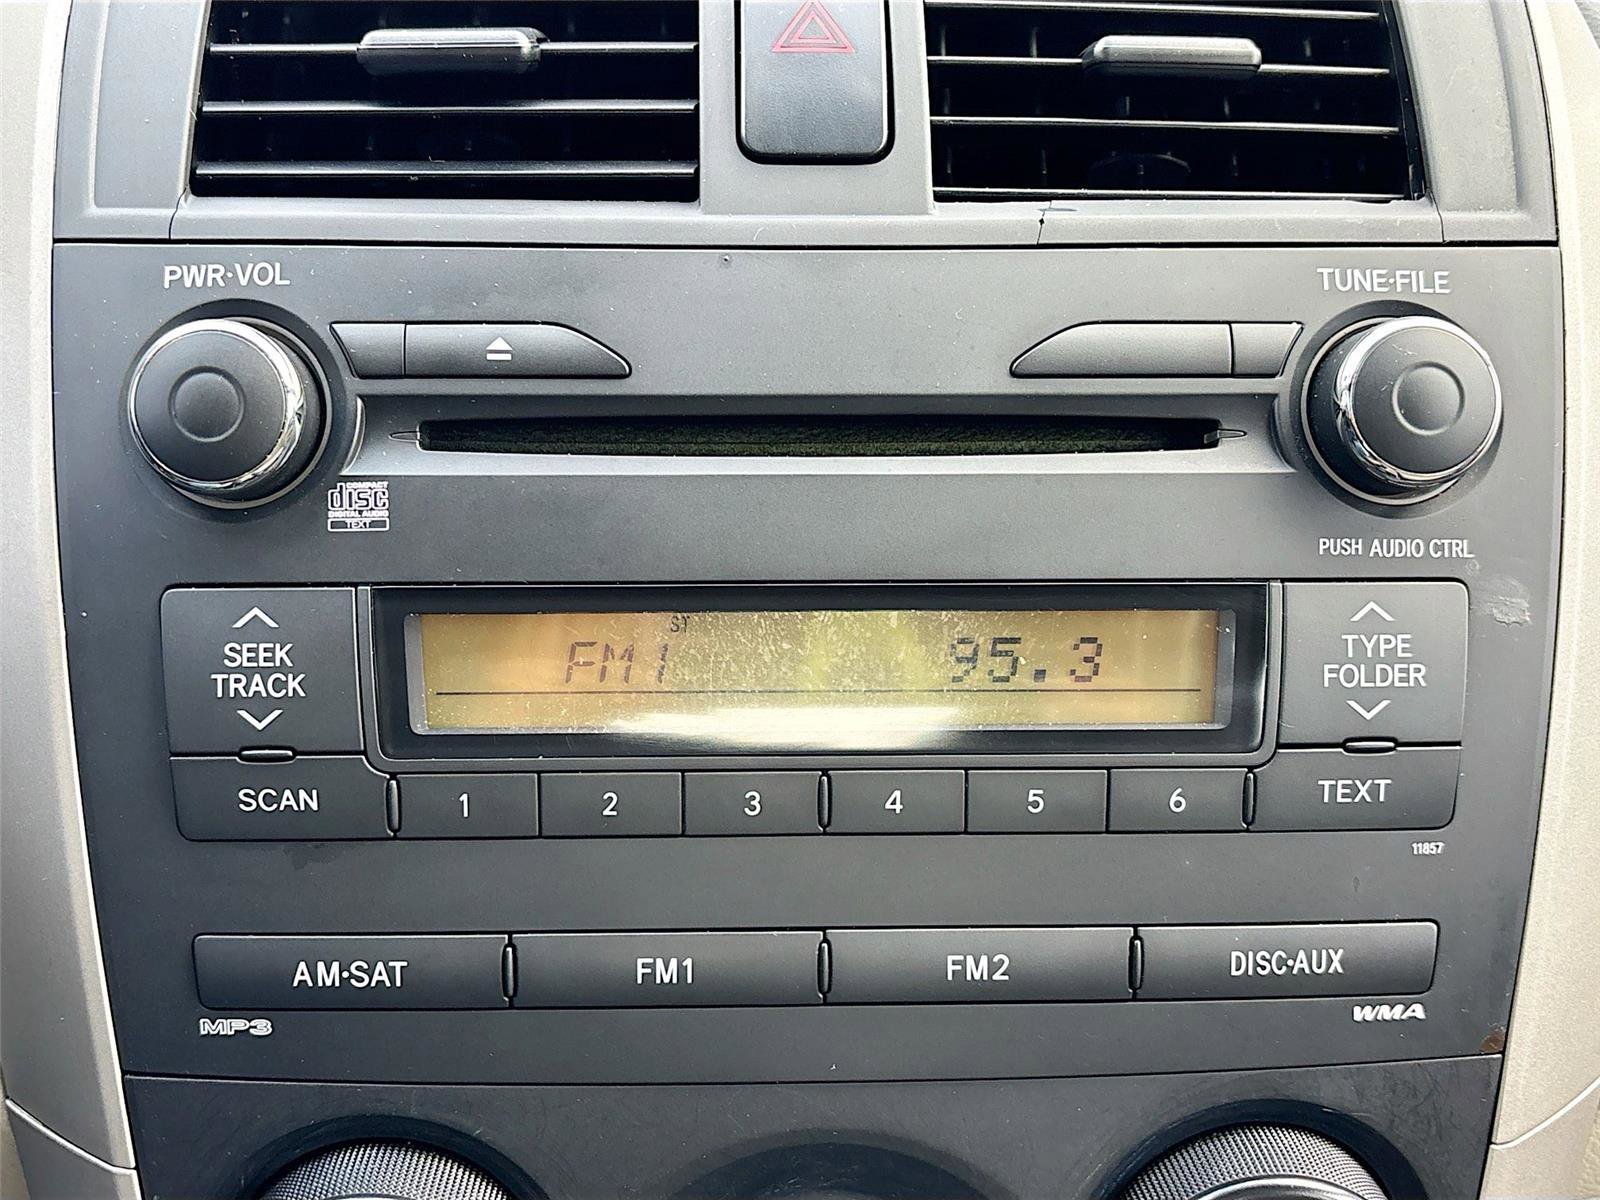 PWR·VOL
TUNE·FILE
COMPACT
disc
DIGITAL AUDIO
TEXT
PUSH AUDIO CTRL
SEEK
TRACK
ST
FM1
95.3
TYPE
FOLDER
SCAN
1
2
3
4
5
6
TEXT
11857
AM·SAT
FM1
FM2
DISC·AUX
MP3
WMA